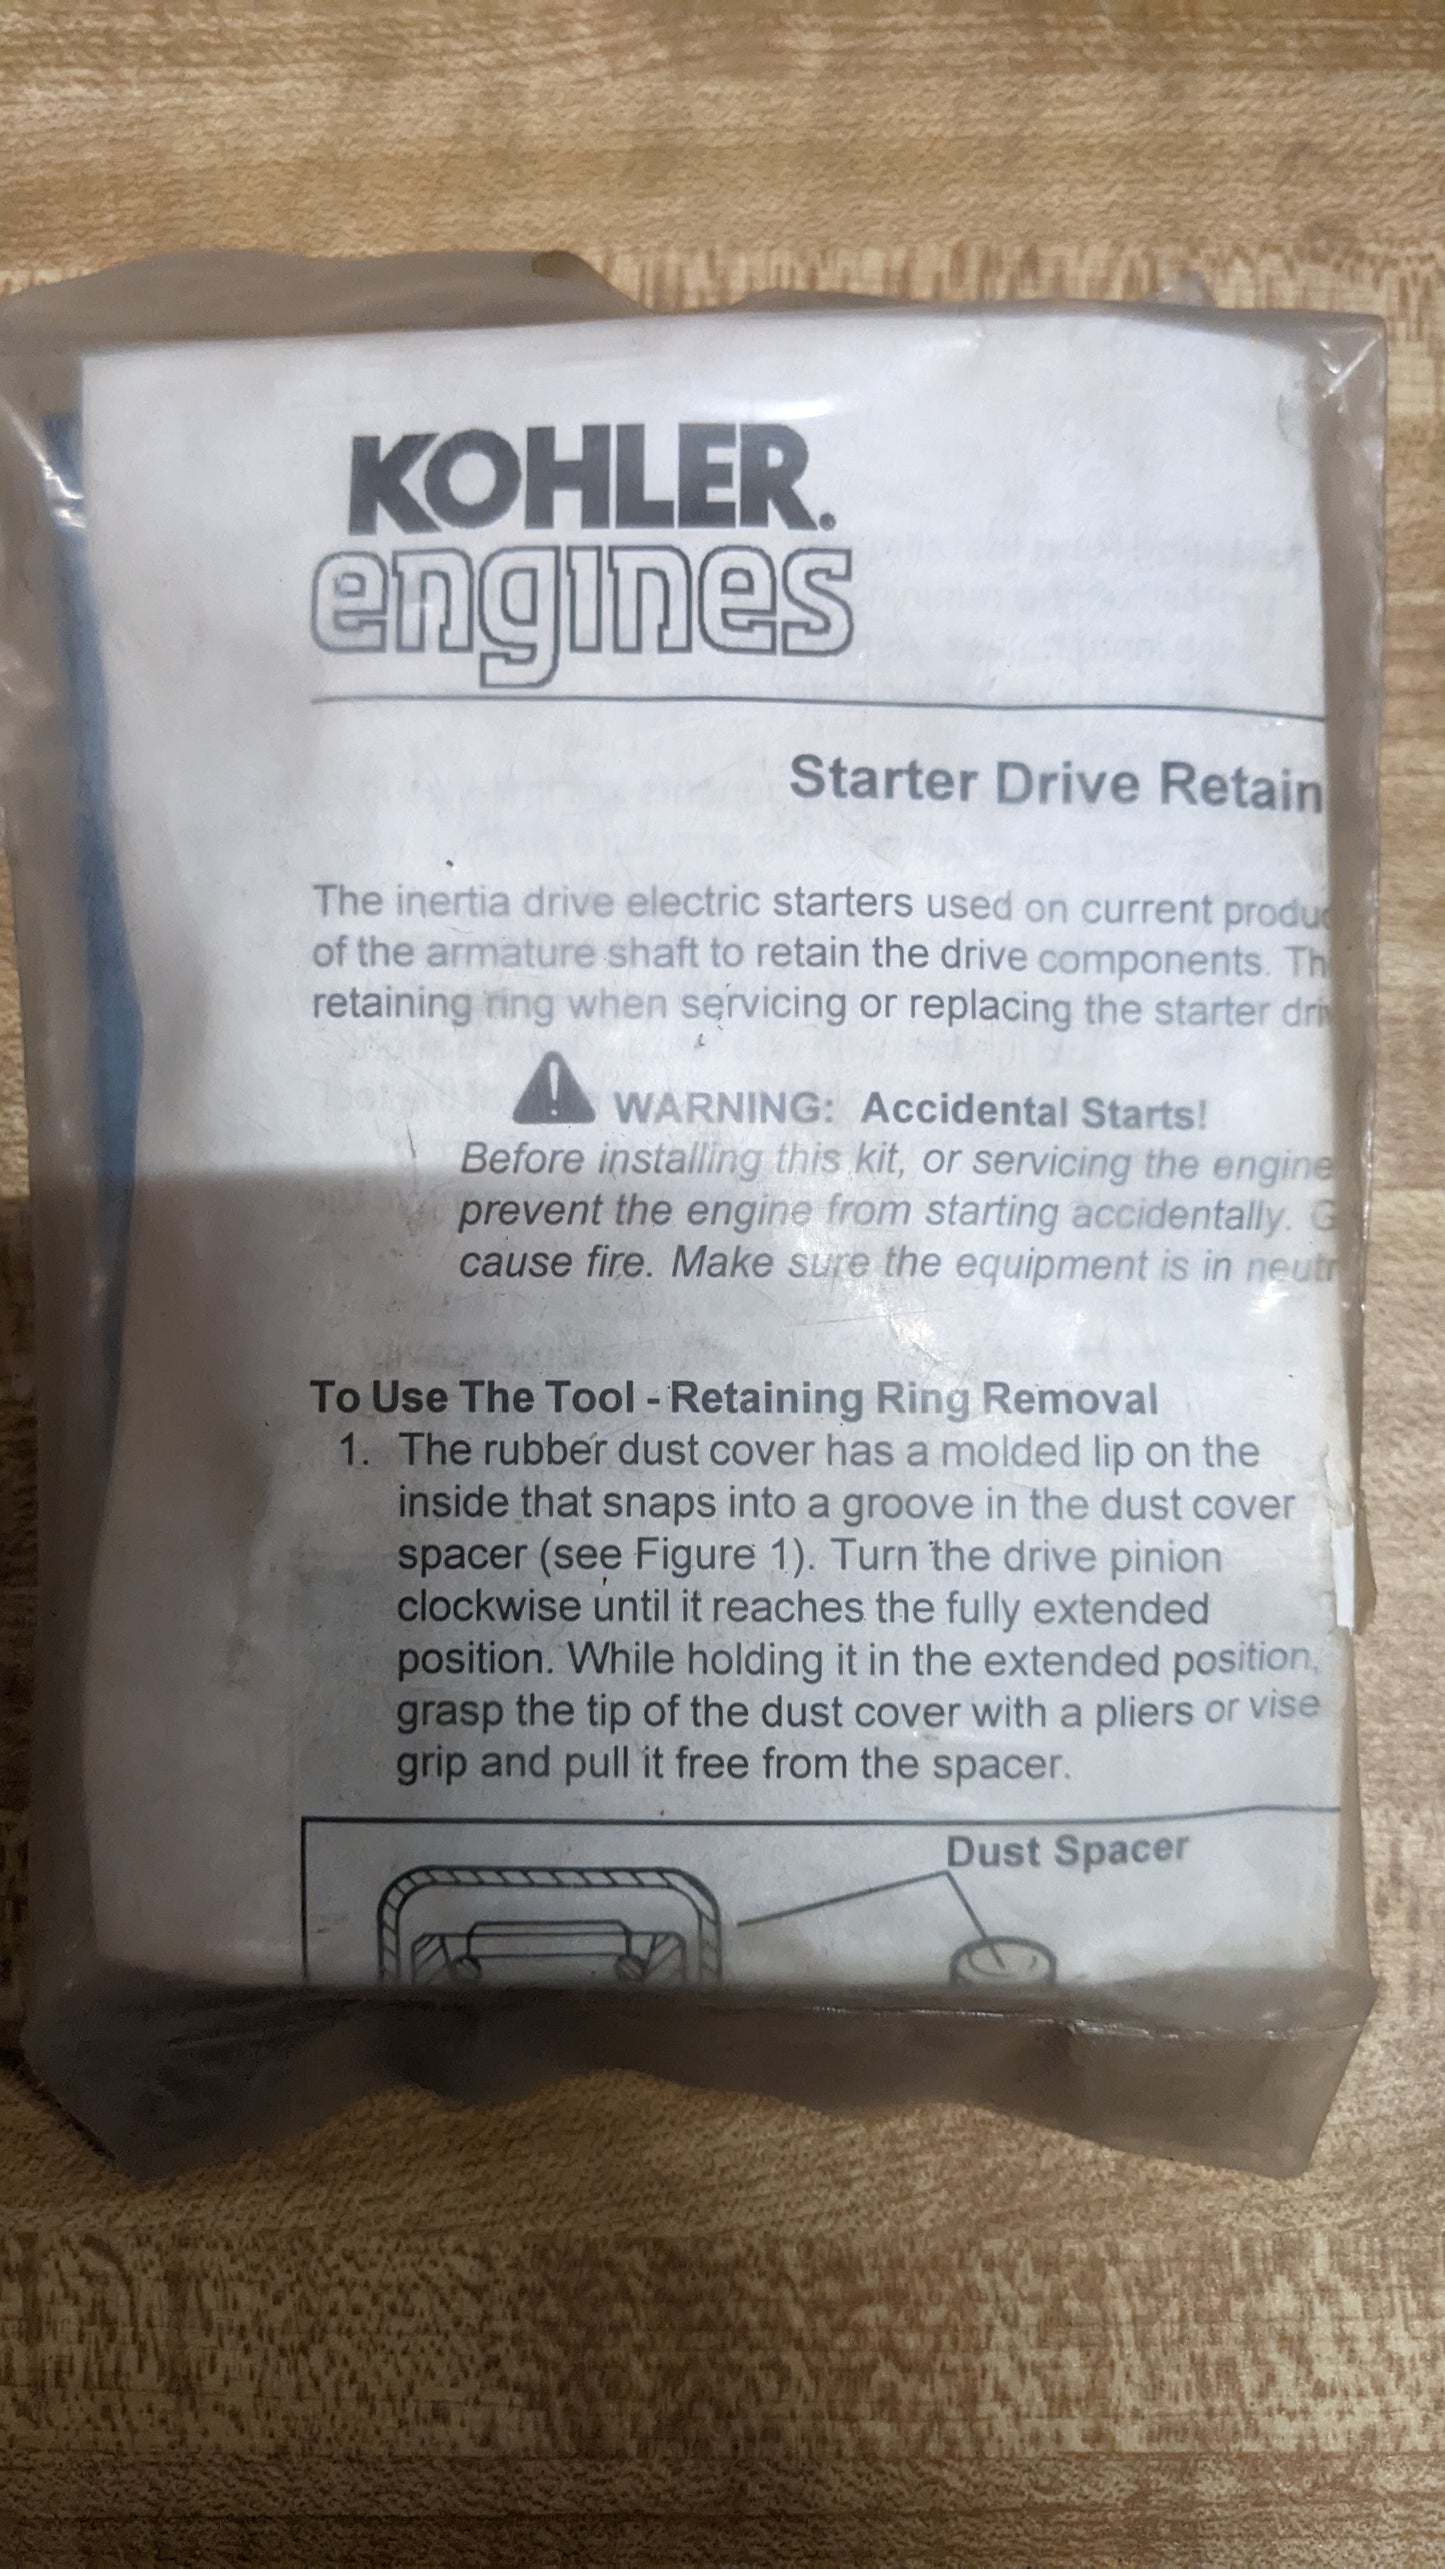 KOHLER.
engines
Starter Drive Retain
The inertia drive electric starters used on current produc
of the armature shaft to retain the drive components. Th
retaining ring when servicing or replacing the starter driv
WARNING: Accidental Starts!
Before installing this kit, or servicing the engine
prevent the engine from starting accidentally. G
cause fire. Make sure the equipment is in neutr
To Use The Tool - Retaining Ring Removal
1. The rubber dust cover has a molded lip on the
inside that snaps into a groove in the dust cover
spacer (see Figure 1). Turn the drive pinion
clockwise until it reaches the fully extended
position. While holding it in the extended position,
grasp the tip of the dust cover with a pliers or vise
grip and pull it free from the spacer.
Dust Spacer